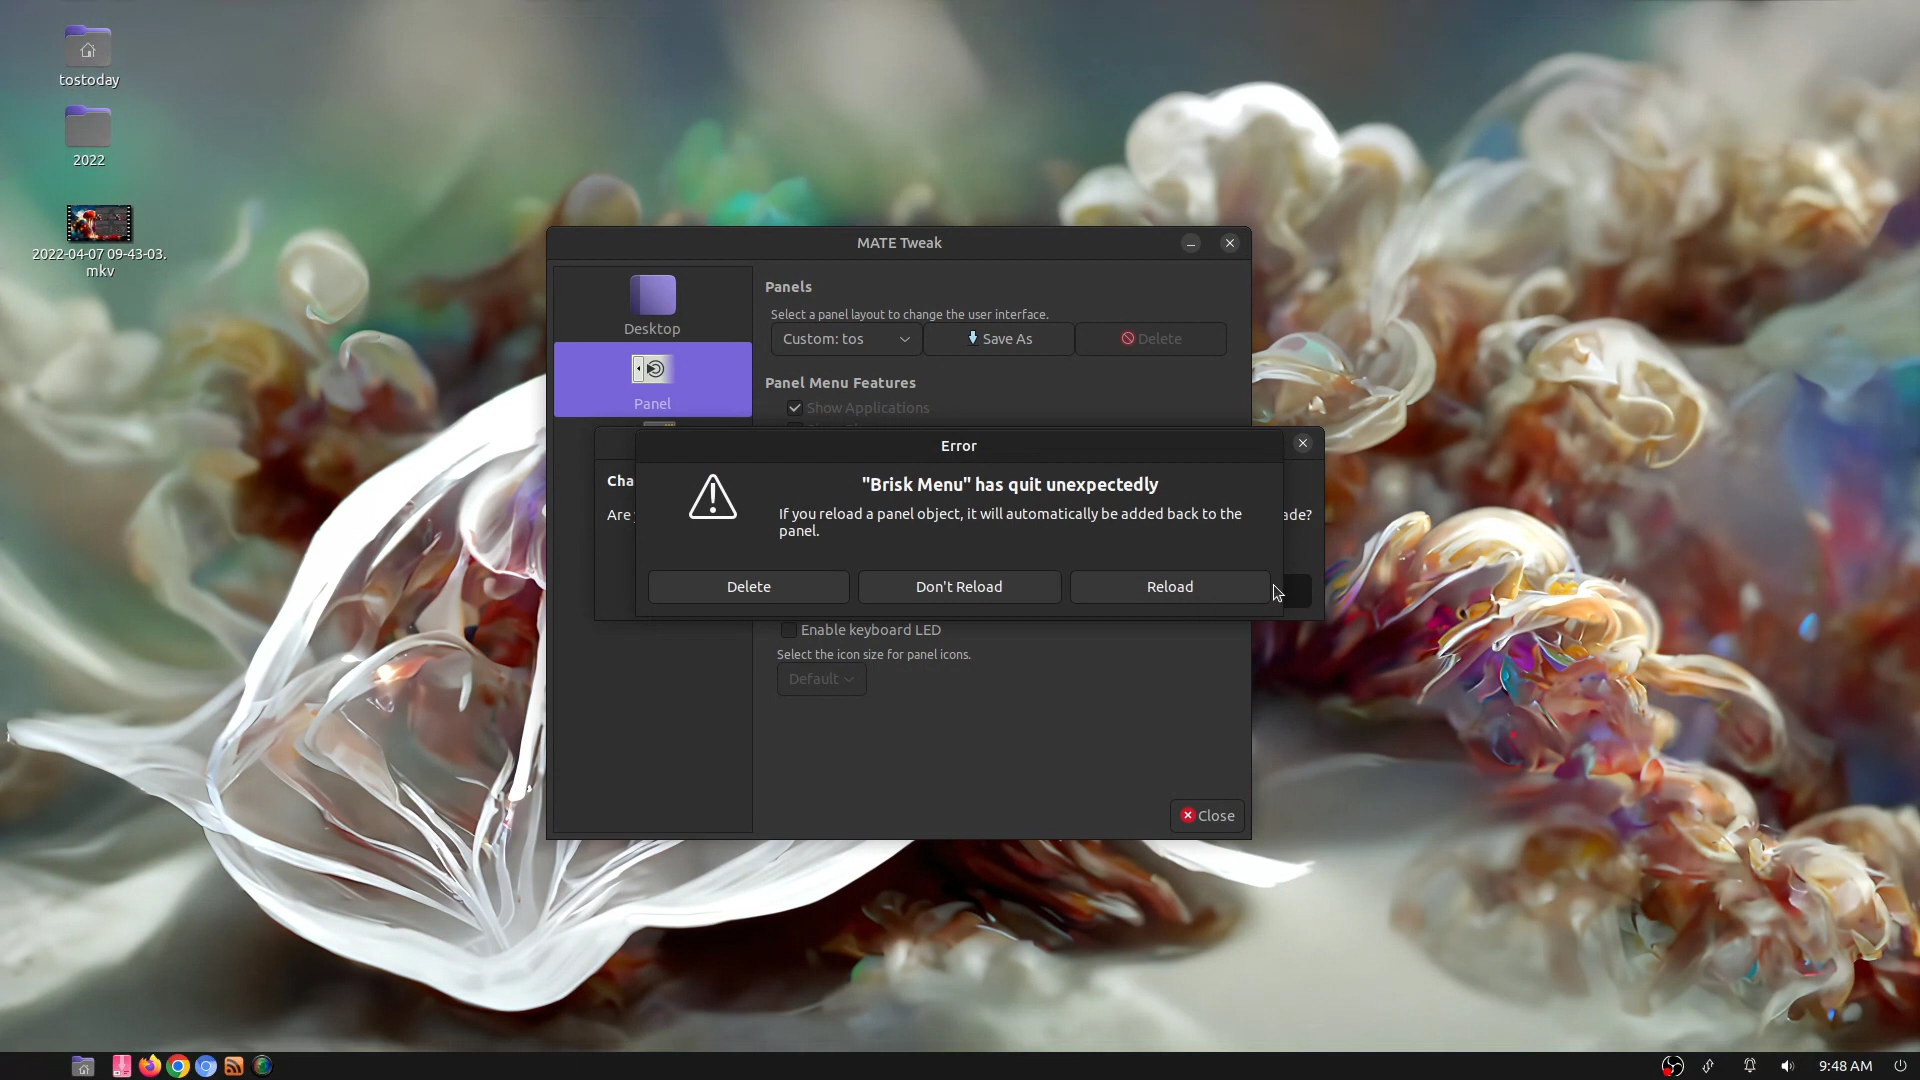 tostoday
2022
2022-04-07 09-43-03.
mkv
MATE Tweak
Desktop
Panel
Panels
Select a panel layout to change the user interface.
Custom: tos
Save As
Delete
Panel Menu Features
Show Applications
Error
Cha
Are
ade?
"Brisk Menu" has quit unexpectedly
If you reload a panel object, it will automatically be added back to the
panel.
Delete
Don't Reload
Reload
Enable keyboard LED
Select the icon size for panel icons.
Default
Close
9:48 AM